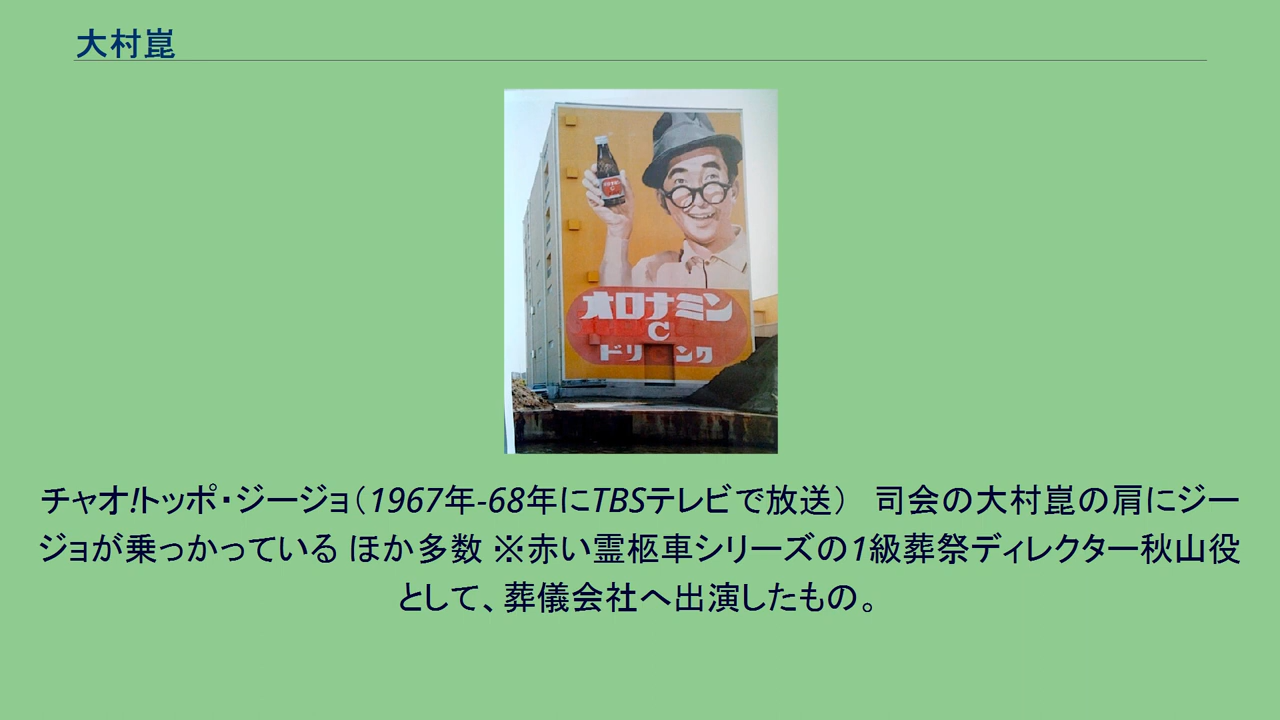 大村崑
オロナミン
C
ドリンク
チャオ!トッポ・ジージョ(1967年-68年にTBSテレビで放送)　司会の大村崑の肩にジー
ジョが乗っかっている ほか多数 ※赤い霊柩車シリーズの1級葬祭ディレクター秋山役
として、葬儀会社へ出演したもの。